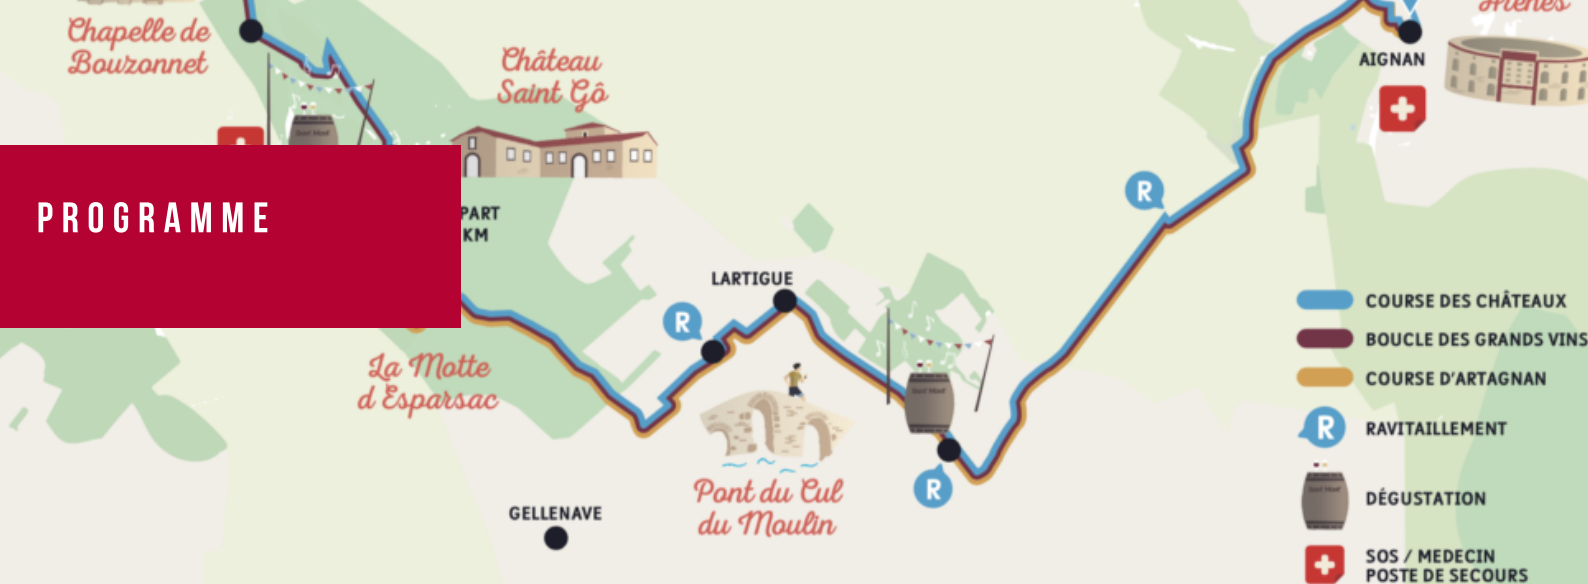 Chapelle de
Bouzonnet
Château
Saint Gô
AIGNAN
PROGRAMME
PART
KM
R
LARTIGUE
R
La Motte
d'Esparsac
Pont du Cul
du Moulin
R
GELLENAVE
COURSE DES CHÂTEAUX
BOUCLE DES GRANDS VINS
COURSE D'ARTAGNAN
R
RAVITAILLEMENT
DÉGUSTATION
SOS / MEDECIN
POSTE DE SECOURS